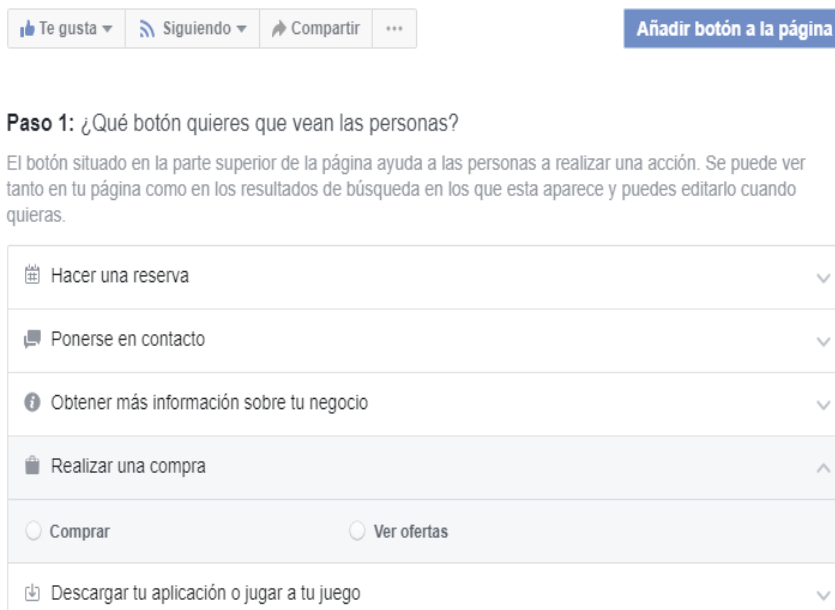 Te gusta
Siguiendo
Compartir
...
Añadir botón a la página
Paso 1: ¿Qué botón quieres que vean las personas?
El botón situado en la parte superior de la página ayuda a las personas a realizar una acción. Se puede ver
tanto en tu página como en los resultados de búsqueda en los que esta aparece y puedes editarlo cuando
quieras.
Hacer una reserva
Ponerse en contacto
Obtener más información sobre tu negocio
Realizar una compra
Comprar
Ver ofertas
Descargar tu aplicación o jugar a tu juego